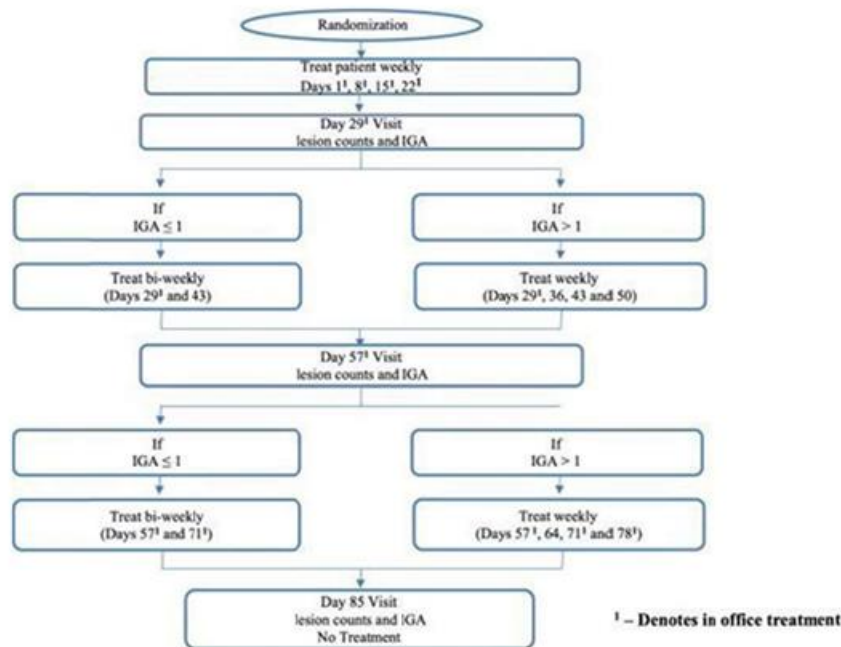 Randomization
Treat patient weekly
Days 1¹, 8¹, 15¹, 22¹
Day 29¹ Visit
lesion counts and IGA
If
IGA ≤ 1
If
IGA > 1
Treat bi-weekly
(Days 29¹ and 43)
Treat weekly
(Days 29¹, 36, 43 and 50)
Day 57¹ Visit
lesion counts and IGA
If
IGA ≤ 1
If
IGA > 1
Treat bi-weekly
(Days 57¹ and 71¹)
Treat weekly
(Days 57¹, 64, 71¹ and 78¹)
Day 85 Visit
lesion counts and IGA
No Treatment
¹ – Denotes in office treatment